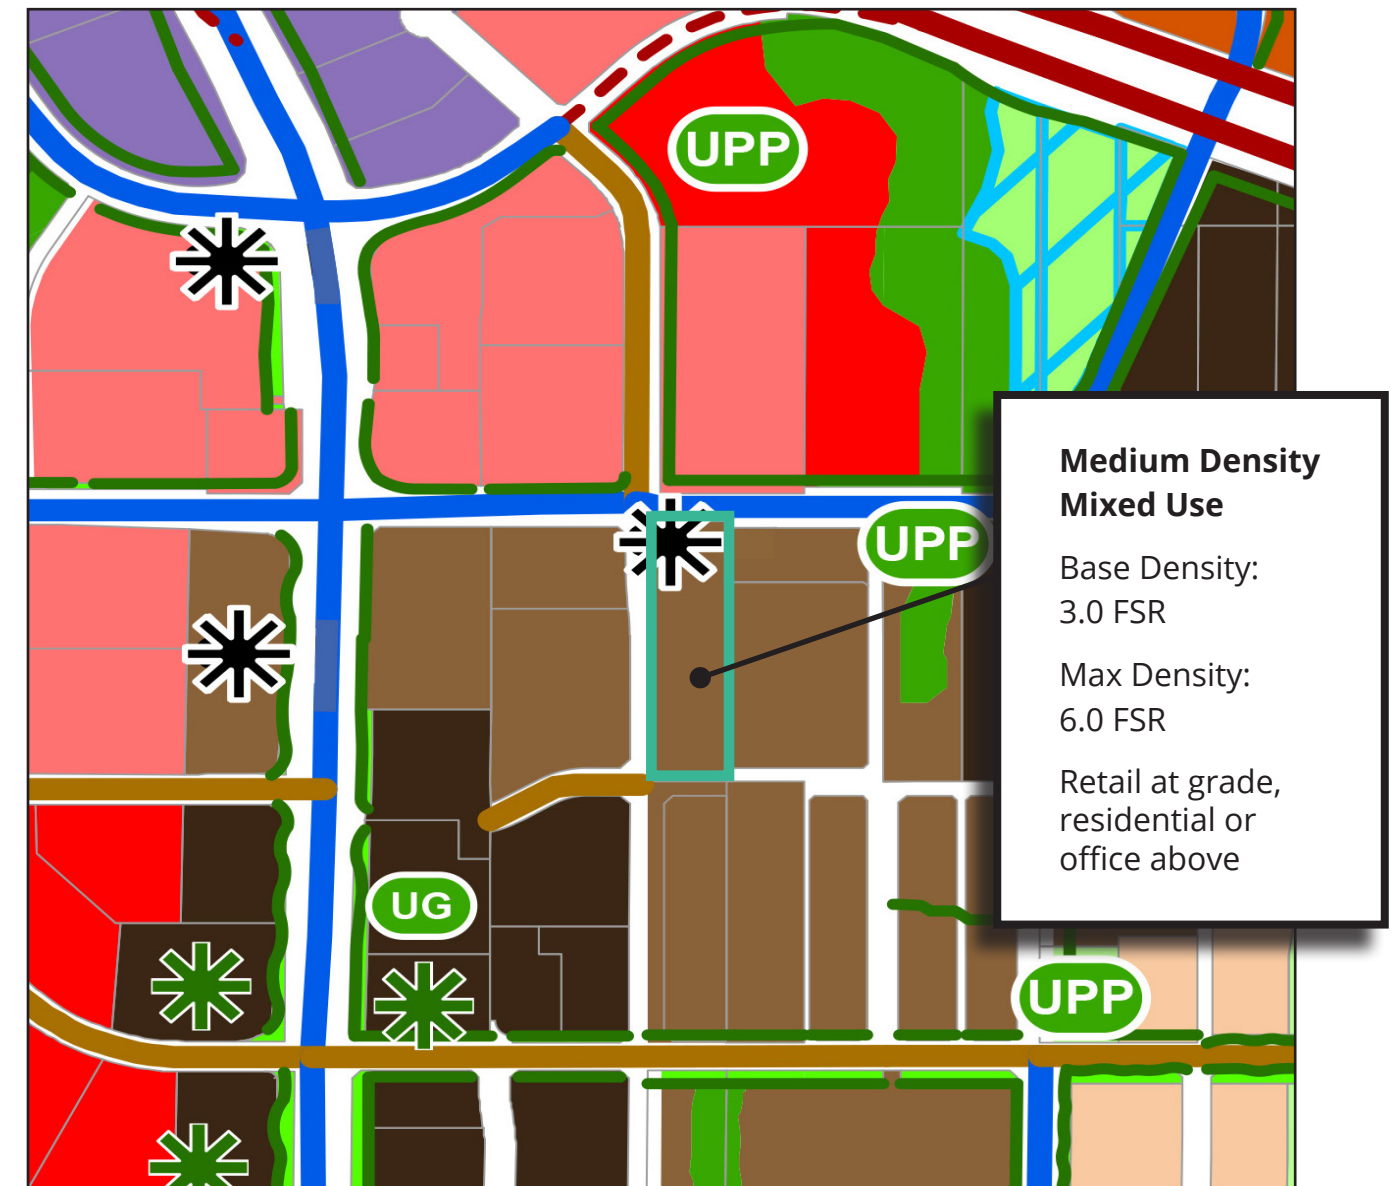 UPP
UPP
Medium Density
Mixed Use
Base Density:
3.0 FSR
Max Density:
6.0 FSR
Retail at grade,
residential or
office above
UG
UPP